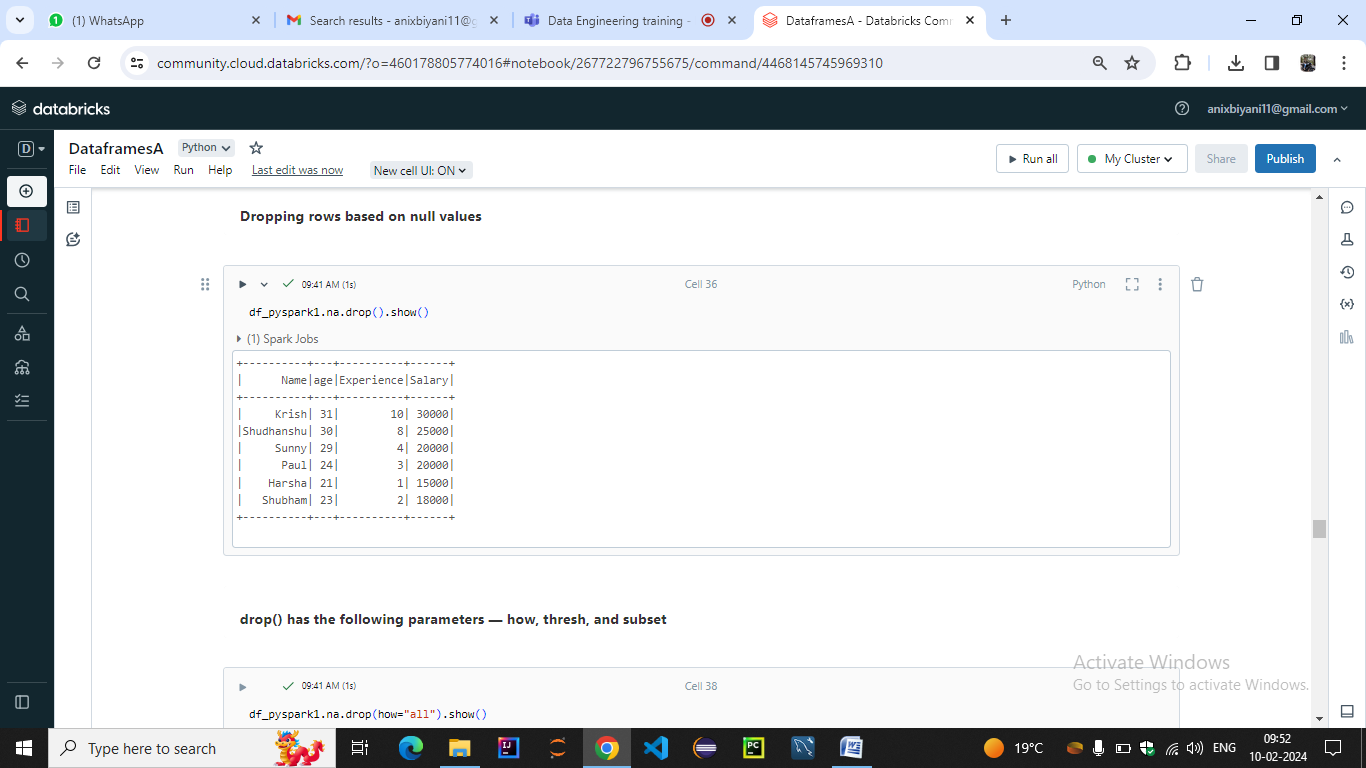 (1) WhatsApp
Search results - anixbiyani11@g
Data Engineering training -
DataframesA - Databricks Com
community.cloud.databricks.com/?o=460178805774016#notebook/267722796755675/command/4468145745969310
databricks
anixbiyani11@gmail.com
D
DataframesA
Python
File Edit View Run Help Last edit was now New cell UI: ON
Run all
My Cluster
Share
Publish
Dropping rows based on null values
09:41 AM (1s)
Cell 36
Python
df_pyspark1.na.drop().show()
(1) Spark Jobs
+----------+---+----------+------+
|      Name|age|Experience|Salary|
+----------+---+----------+------+
|     Krish| 31|        10| 30000|
|Shudhanshu| 30|         8| 25000|
|     Sunny| 29|         4| 20000|
|      Paul| 24|         3| 20000|
|    Harsha| 21|         1| 15000|
|   Shubham| 23|         2| 18000|
+----------+---+----------+------+
drop() has the following parameters — how, thresh, and subset
09:41 AM (1s)
Cell 38
df_pyspark1.na.drop(how="all").show()
Activate Windows
Go to Settings to activate Windows.
Type here to search
19°C
ENG
09:52
10-02-2024